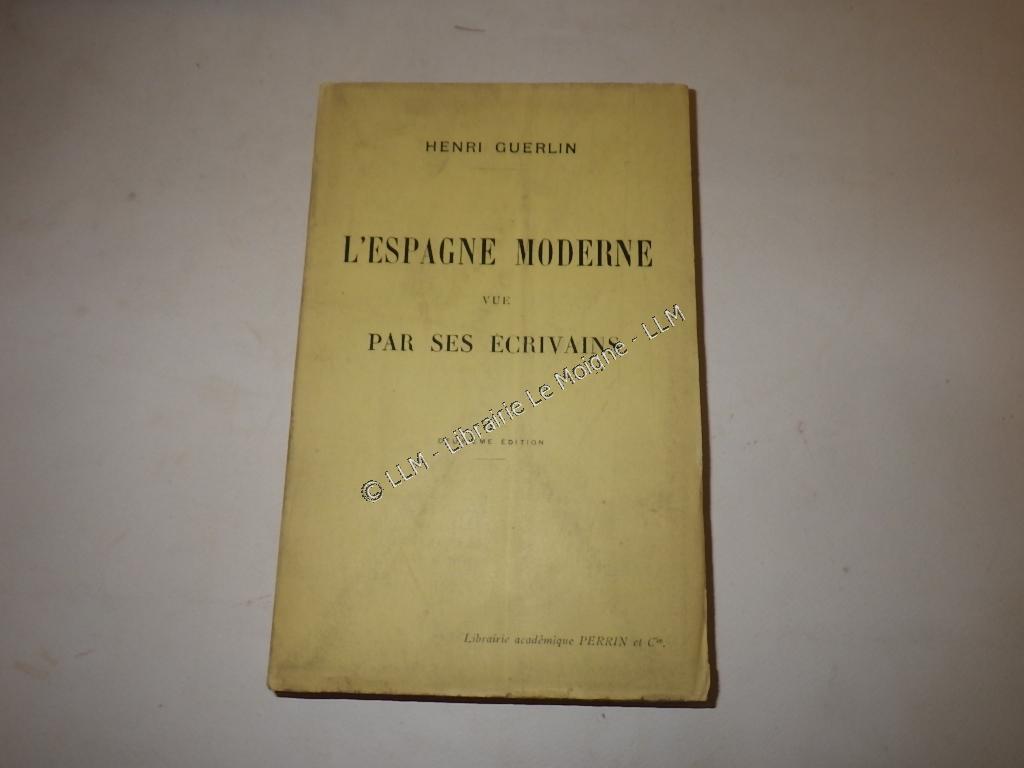 HENRI GUERLIN
L'ESPAGNE MODERNE
VUE
PAR SES ÉCRIVAINS
ÉDITION
© LLM - Librairie Le Moigne - LLM
Librairie académique PERRIN et Cie.